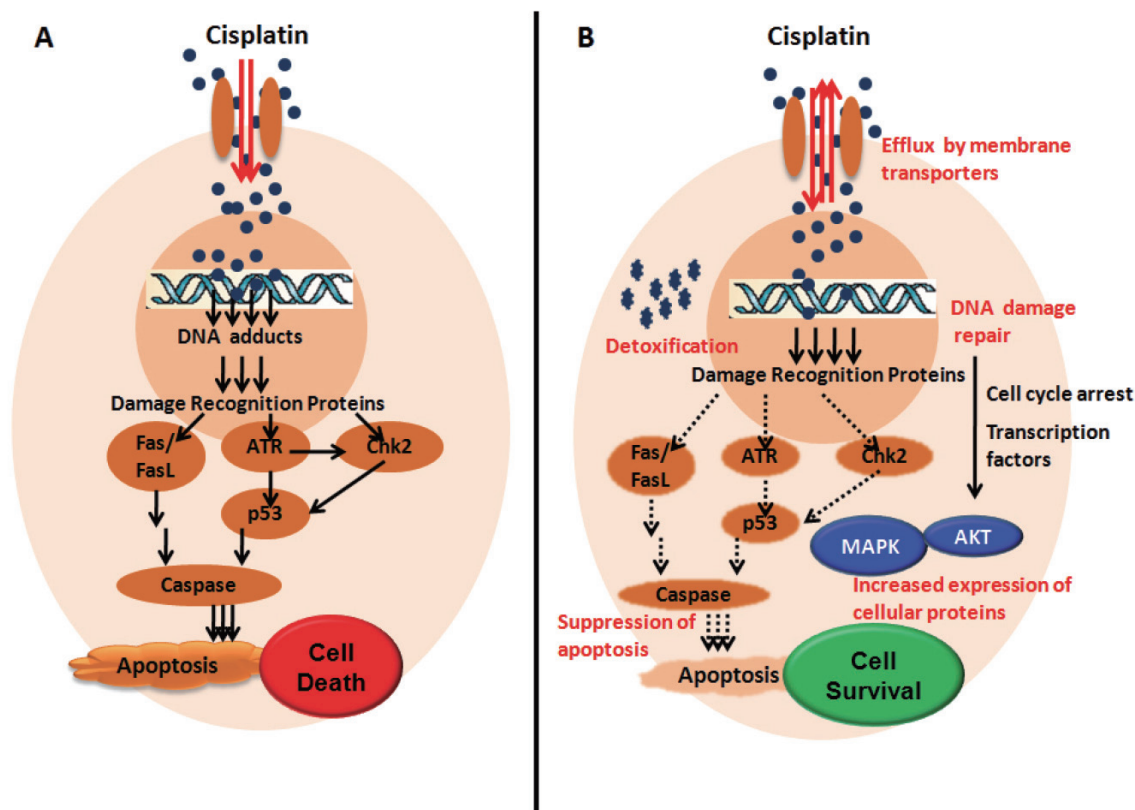 A
Cisplatin
DNA adducts
Damage Recognition Proteins
Fas/
FasL
ATR
Chk2
p53
Caspase
Apoptosis
Cell
Death
B
Cisplatin
Efflux by membrane
transporters
Detoxification
DNA damage
repair
Damage Recognition Proteins
Cell cycle arrest
Transcription
factors
Fas/
FasL
ATR
Chk2
p53
MAPK
AKT
Caspase
Increased expression of
cellular proteins
Suppression of
apoptosis
Apoptosis
Cell
Survival